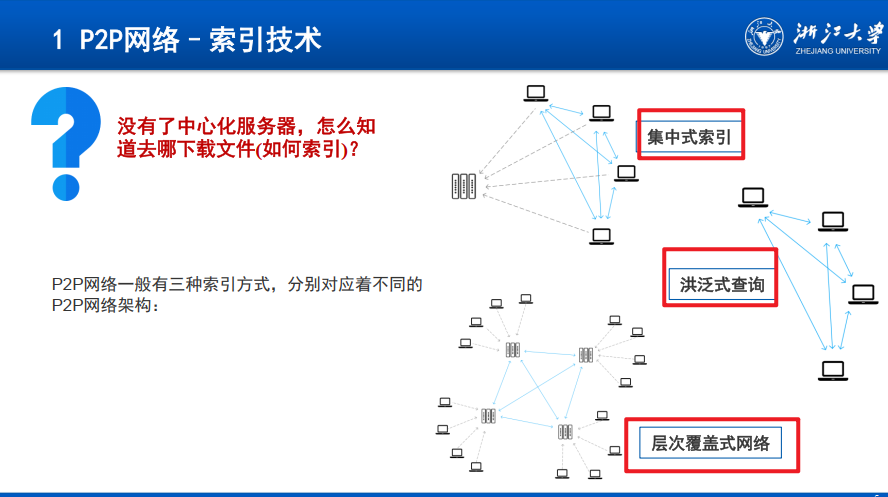 1 P2P网络–索引技术
浙江大学
ZHEJIANG UNIVERSITY
没有了中心化服务器，怎么知
道去哪下载文件(如何索引)？
集中式索引
洪泛式查询
P2P网络一般有三种索引方式，分别对应着不同的
P2P网络架构：
层次覆盖式网络